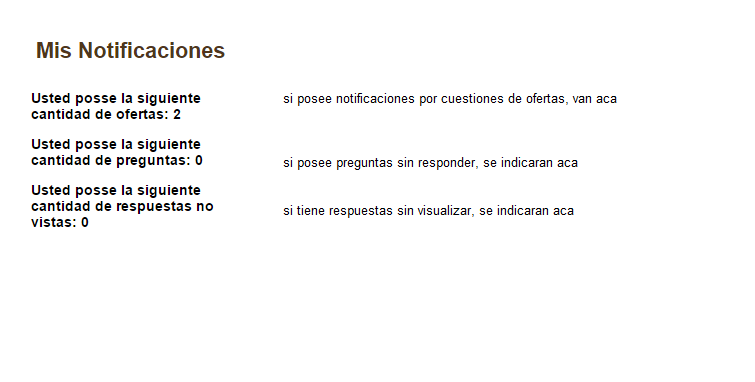 Mis Notificaciones
Usted posse la siguiente
cantidad de ofertas: 2
si posee notificaciones por cuestiones de ofertas, van aca
Usted posse la siguiente
cantidad de preguntas: 0
si posee preguntas sin responder, se indicaran aca
Usted posse la siguiente
cantidad de respuestas no
vistas: 0
si tiene respuestas sin visualizar, se indicaran aca